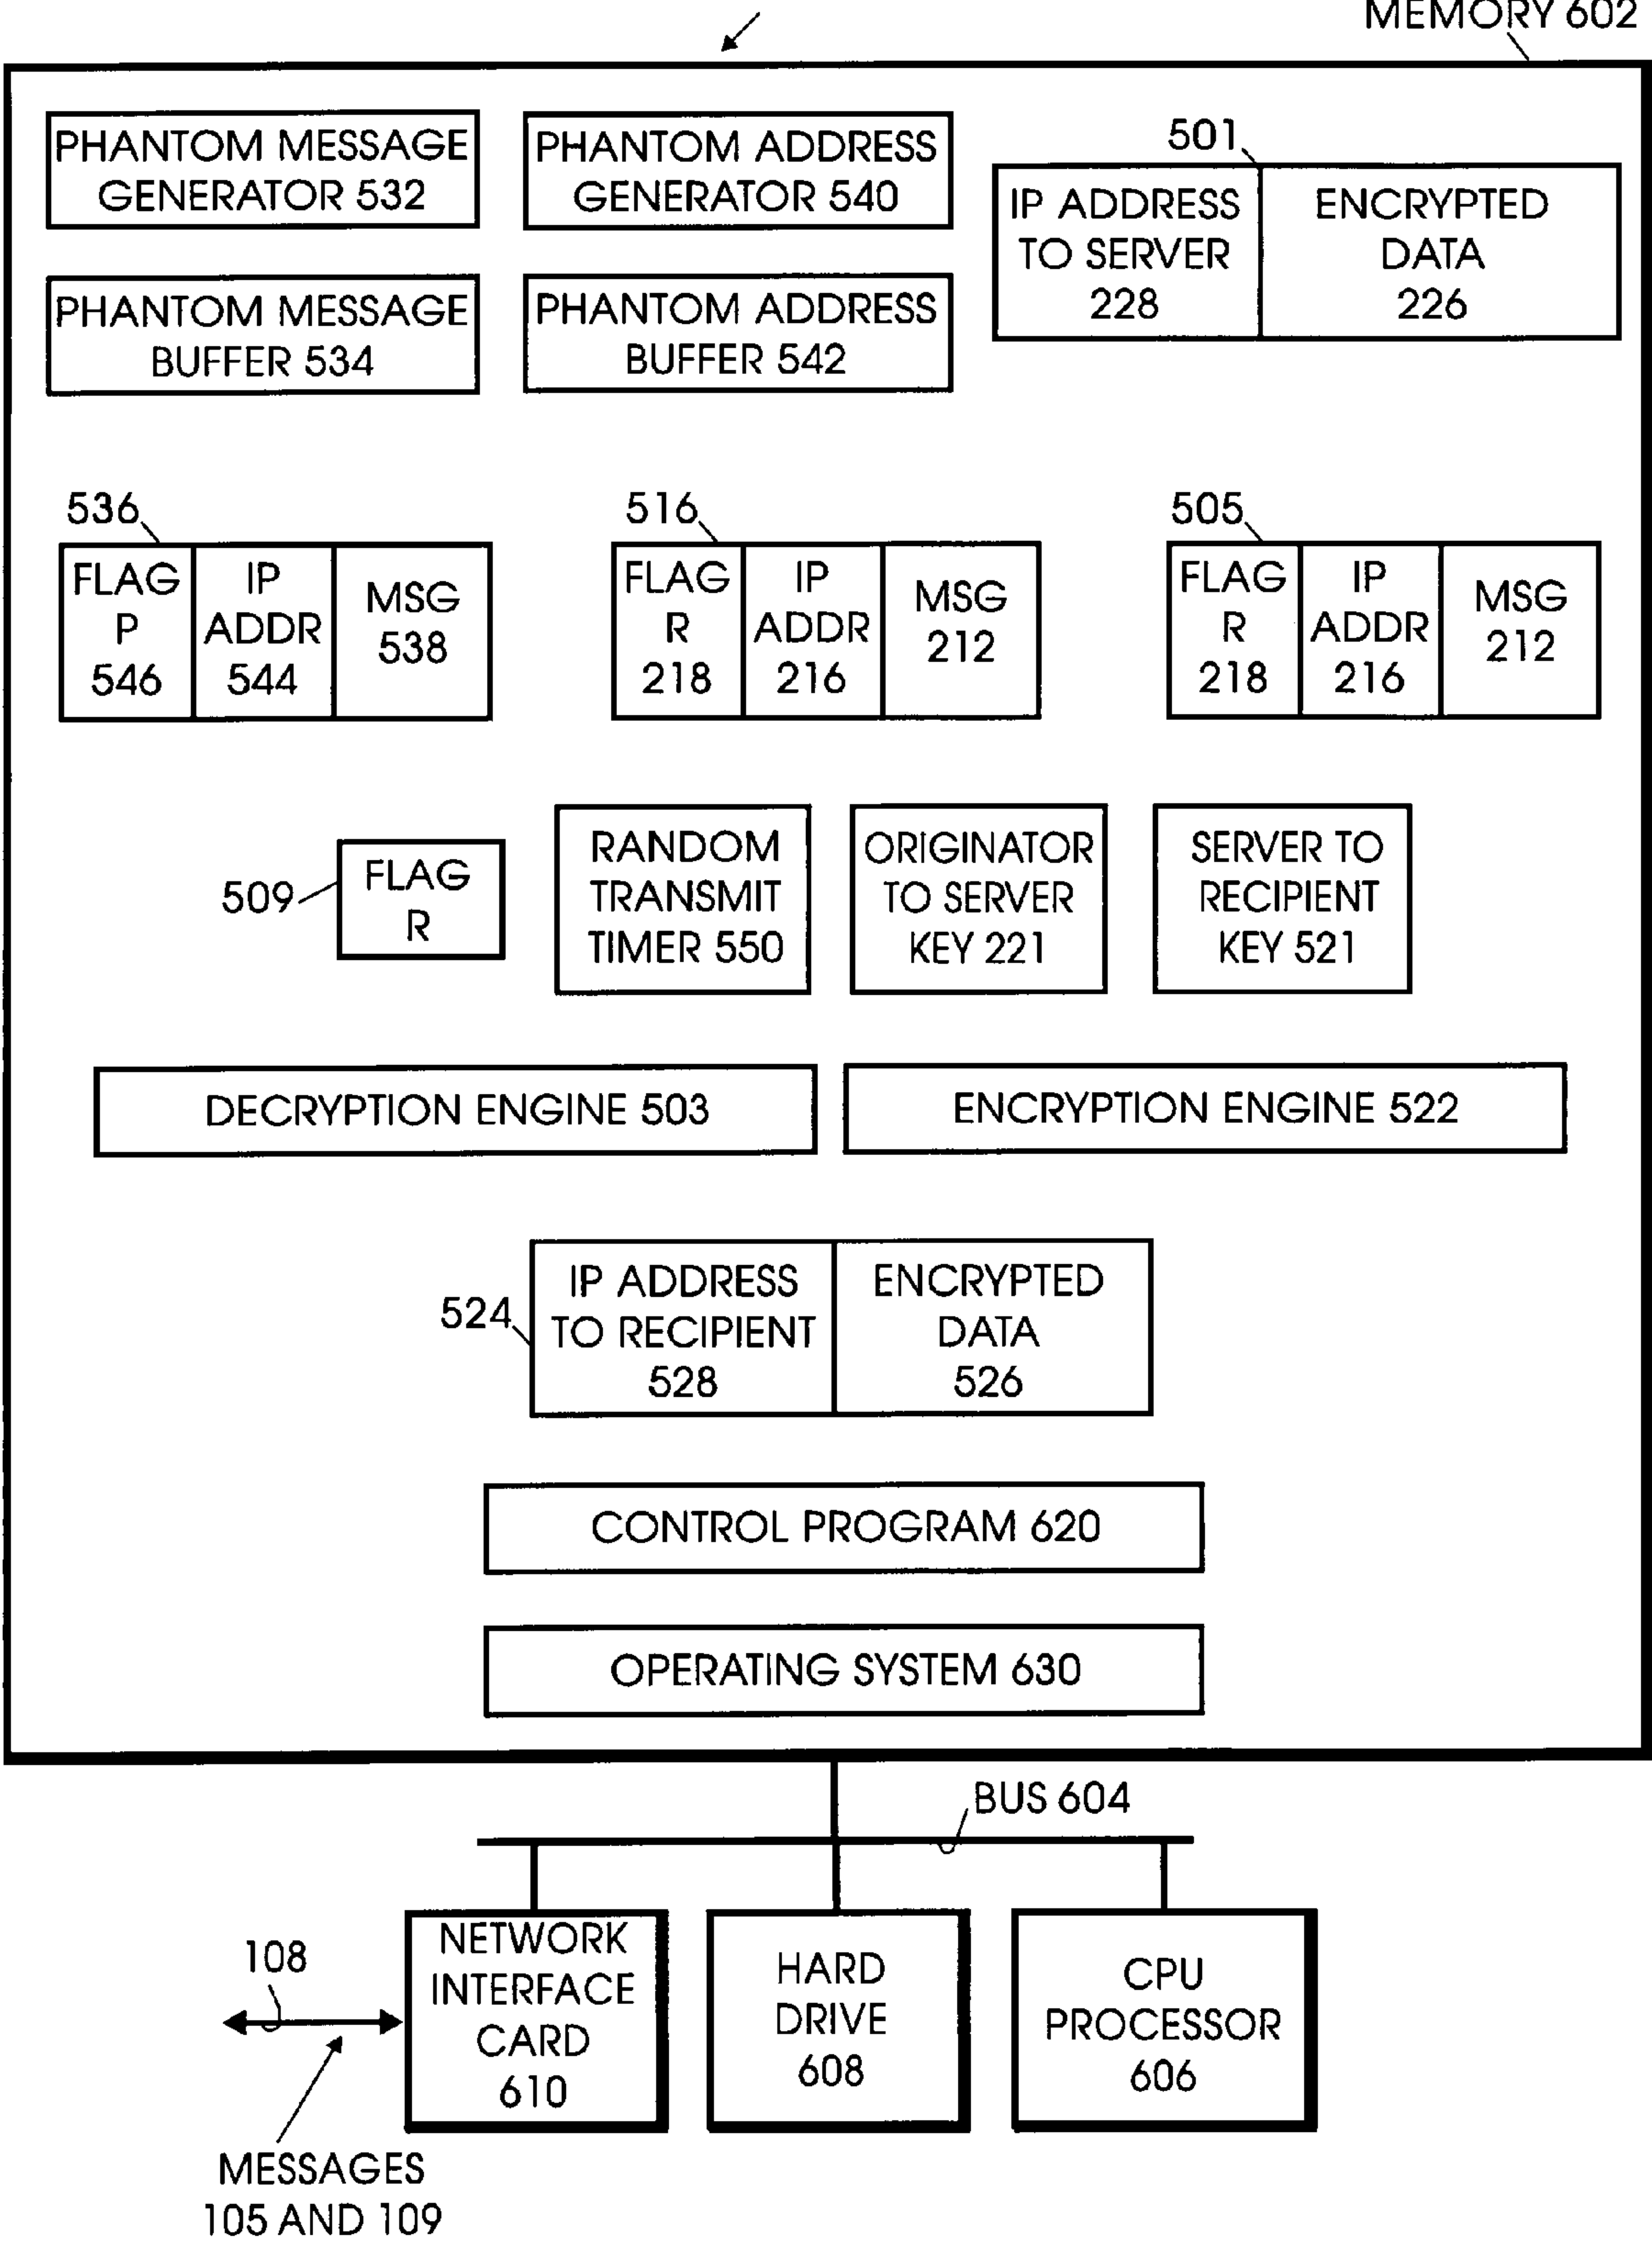 MEMORY 602
PHANTOM MESSAGE
GENERATOR 532
PHANTOM ADDRESS
GENERATOR 540
501
IP ADDRESS
TO SERVER
228
ENCRYPTED
DATA
226
PHANTOM MESSAGE
BUFFER 534
PHANTOM ADDRESS
BUFFER 542
536
FLAG
P
546
IP
ADDR
544
MSG
538
516
FLAG
R
218
IP
ADDR
216
MSG
212
505
FLAG
R
218
IP
ADDR
216
MSG
212
509
FLAG
R
RANDOM
TRANSMIT
TIMER 550
ORIGINATOR
TO SERVER
KEY 221
SERVER TO
RECIPIENT
KEY 521
DECRYPTION ENGINE 503
ENCRYPTION ENGINE 522
524
IP ADDRESS
TO RECIPIENT
528
ENCRYPTED
DATA
526
CONTROL PROGRAM 620
OPERATING SYSTEM 630
BUS 604
108
NETWORK
INTERFACE
CARD
610
HARD
DRIVE
608
CPU
PROCESSOR
606
MESSAGES
105 AND 109